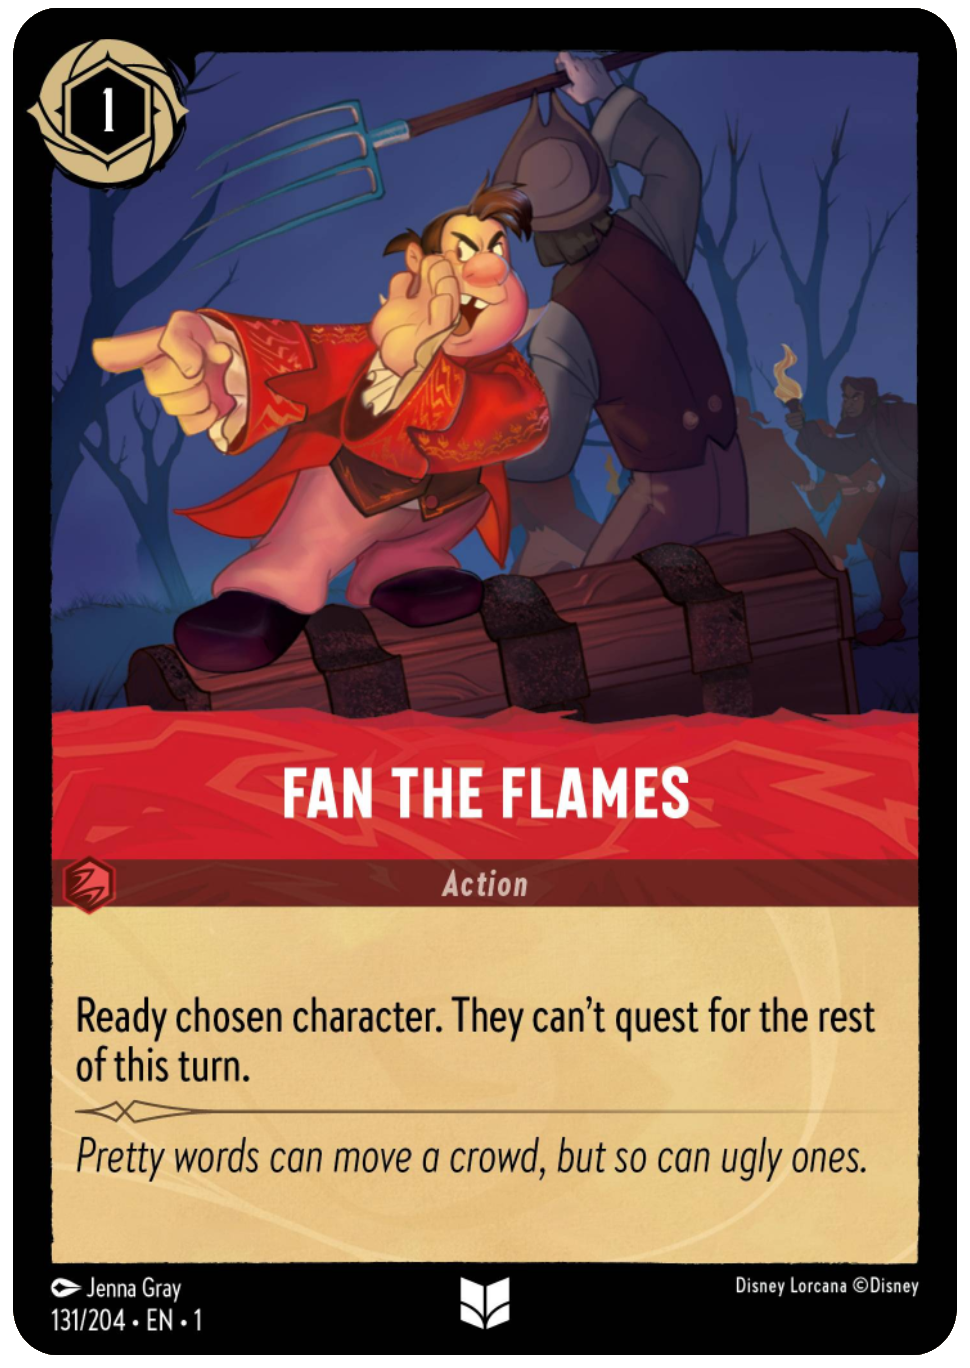 1
FAN THE FLAMES
Action
Ready chosen character. They can't quest for the rest
of this turn.
Pretty words can move a crowd, but so can ugly ones.
Jenna Gray
Disney Lorcana ©Disney
131/204 • EN • 1